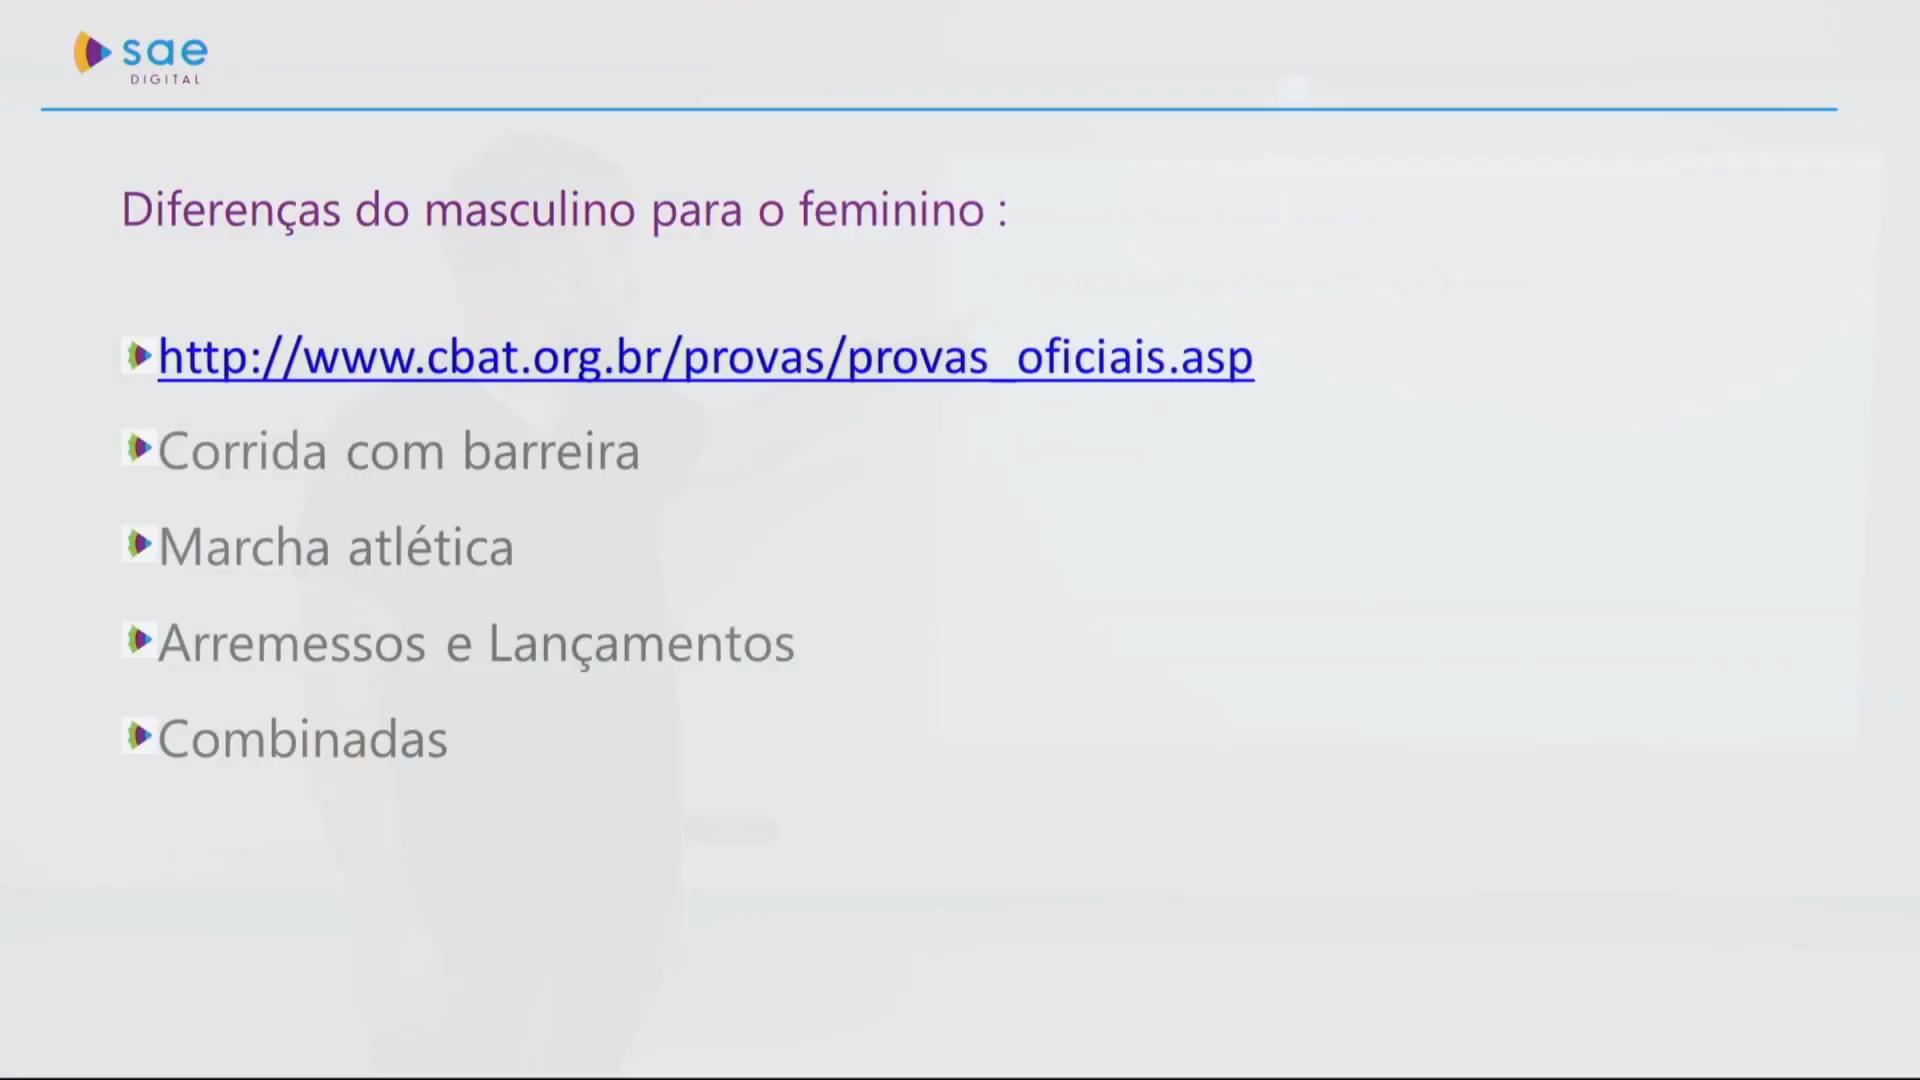 sae
DIGITAL
Diferenças do masculino para o feminino :
http://www.cbat.org.br/provas/provas_oficiais.asp
Corrida com barreira
Marcha atlética
Arremessos e Lançamentos
Combinadas